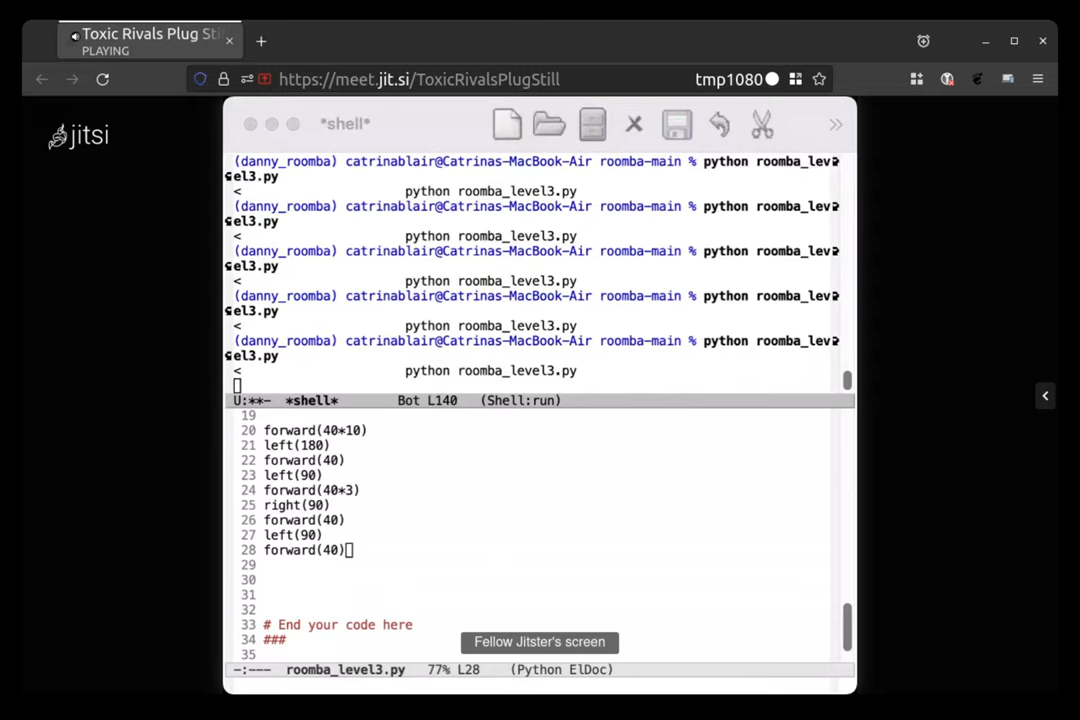 Toxic Rivals Plug Sti
PLAYING
https://meet.jit.si/ToxicRivalsPlugStill
tmp1080
jitsi
*shell*
(danny_roomba) catrinablair@Catrinas-MacBook-Air roomba-main % python roomba_lev
el3.py
< python roomba_level3.py
(danny_roomba) catrinablair@Catrinas-MacBook-Air roomba-main % python roomba_lev
el3.py
< python roomba_level3.py
(danny_roomba) catrinablair@Catrinas-MacBook-Air roomba-main % python roomba_lev
el3.py
< python roomba_level3.py
(danny_roomba) catrinablair@Catrinas-MacBook-Air roomba-main % python roomba_lev
el3.py
< python roomba_level3.py
(danny_roomba) catrinablair@Catrinas-MacBook-Air roomba-main % python roomba_lev
el3.py
< python roomba_level3.py
U:**- *shell* Bot L140 (Shell:run)
19
20 forward(40*10)
21 left(180)
22 forward(40)
23 left(90)
24 forward(40*3)
25 right(90)
26 forward(40)
27 left(90)
28 forward(40)
29
30
31
32
33 # End your code here
34 ###
35
Fellow Jitster's screen
-:--- roomba_level3.py 77% L28 (Python ElDoc)